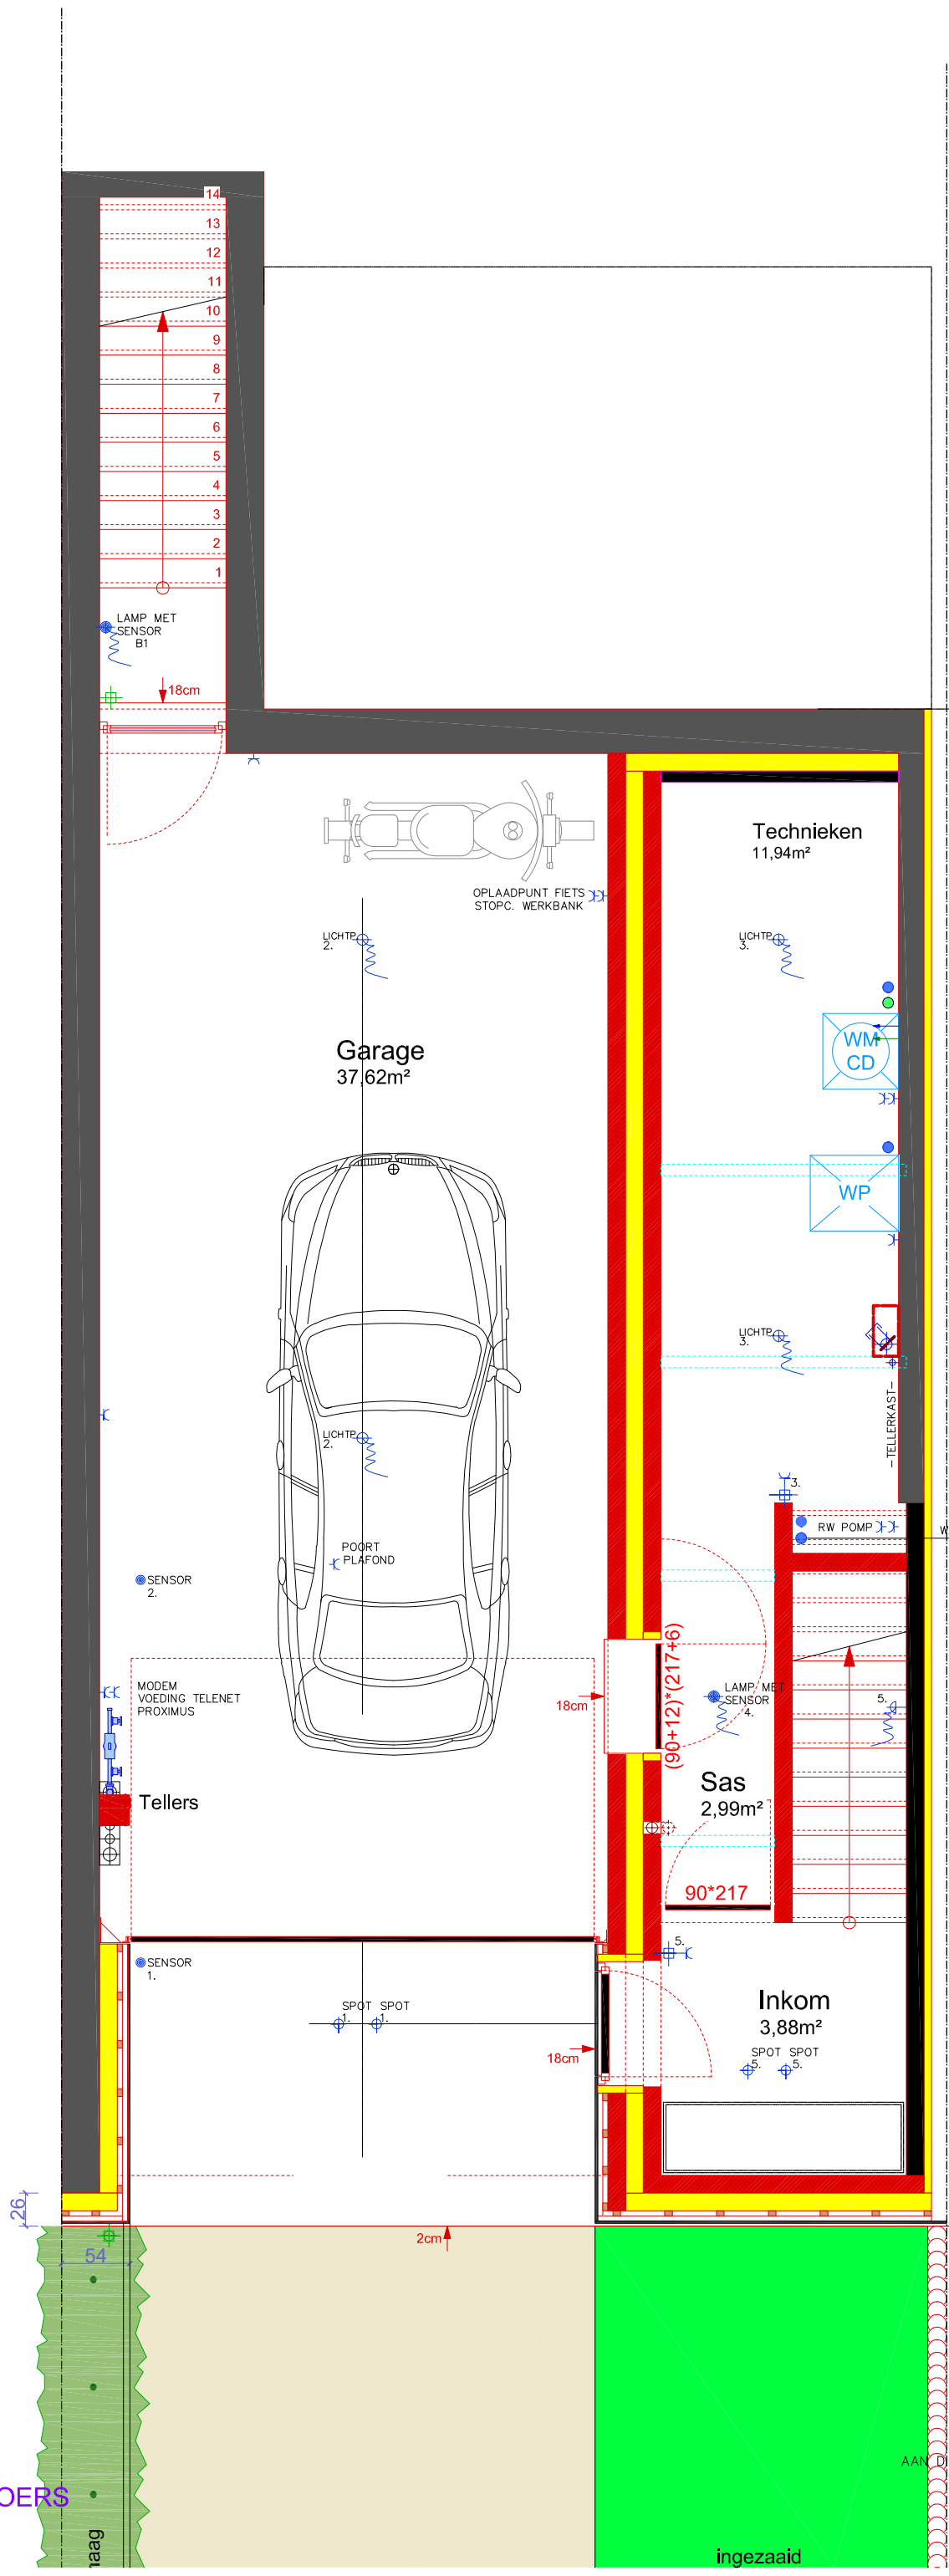 14
13
12
11
10
9
8
7
6
5
4
3
2
1
LAMP MET
SENSOR
B1
18cm
Technieken
11,94m²
OPLAADPUNT FIETS
STOPC. WERKBANK
LICHTP.
2.
LICHTP.
3.
Garage
37,62m²
WM
CD
WP
LICHTP.
3.
-TELLERKAST-
LICHTP.
2.
3.
RW POMP
W
POORT
PLAFOND
SENSOR
2.
(90+12)*(217+6)
MODEM
VOEDING TELENET
PROXIMUS
18cm
LAMP MET
SENSOR
4.
5.
Sas
2,99m²
Tellers
90*217
5.
SENSOR
1.
Inkom
3,88m²
SPOT SPOT
1. 1.
18cm
SPOT SPOT
5. 5.
26
2cm
54
AAN DI
OERS
haag
ingezaaid